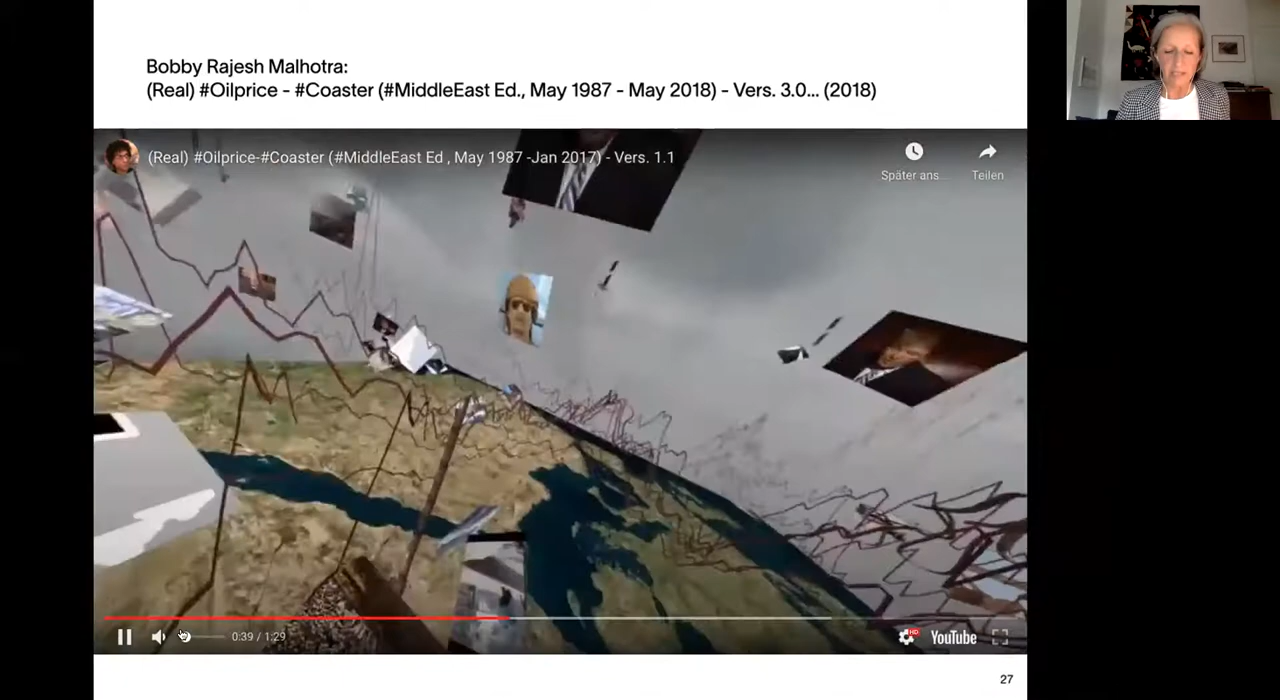 Bobby Rajesh Malhotra:
(Real) #Oilprice - #Coaster (#MiddleEast Ed., May 1987 - May 2018) - Vers. 3.0... (2018)
(Real) #Oilprice-#Coaster (#MiddleEast Ed , May 1987 -Jan 2017) - Vers. 1.1
Später ans...
Teilen
0:39 / 1:29
HD
YouTube
27